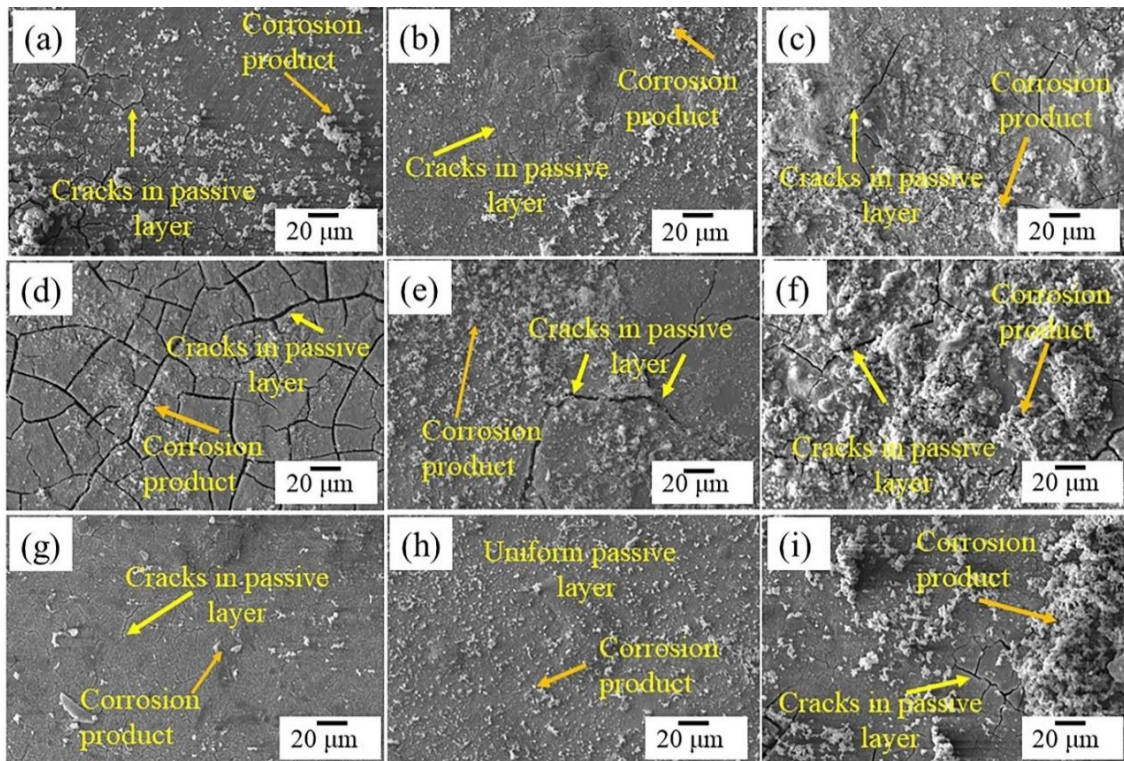 (a)
Corrosion
product
Cracks in passive
layer
20 μm
(b)
Corrosion
product
Cracks in passive
layer
20 μm
(c)
Corrosion
product
Cracks in passive
layer
20 μm
(d)
Cracks in passive
layer
Corrosion
product
20 μm
(e)
Cracks in passive
layer
Corrosion
product
20 μm
(f)
Corrosion
product
Cracks in passive
layer
20 μm
(g)
Cracks in passive
layer
Corrosion
product
20 μm
(h)
Uniform passive
layer
Corrosion
product
20 μm
(i)
Corrosion
product
Cracks in passive
layer
20 μm